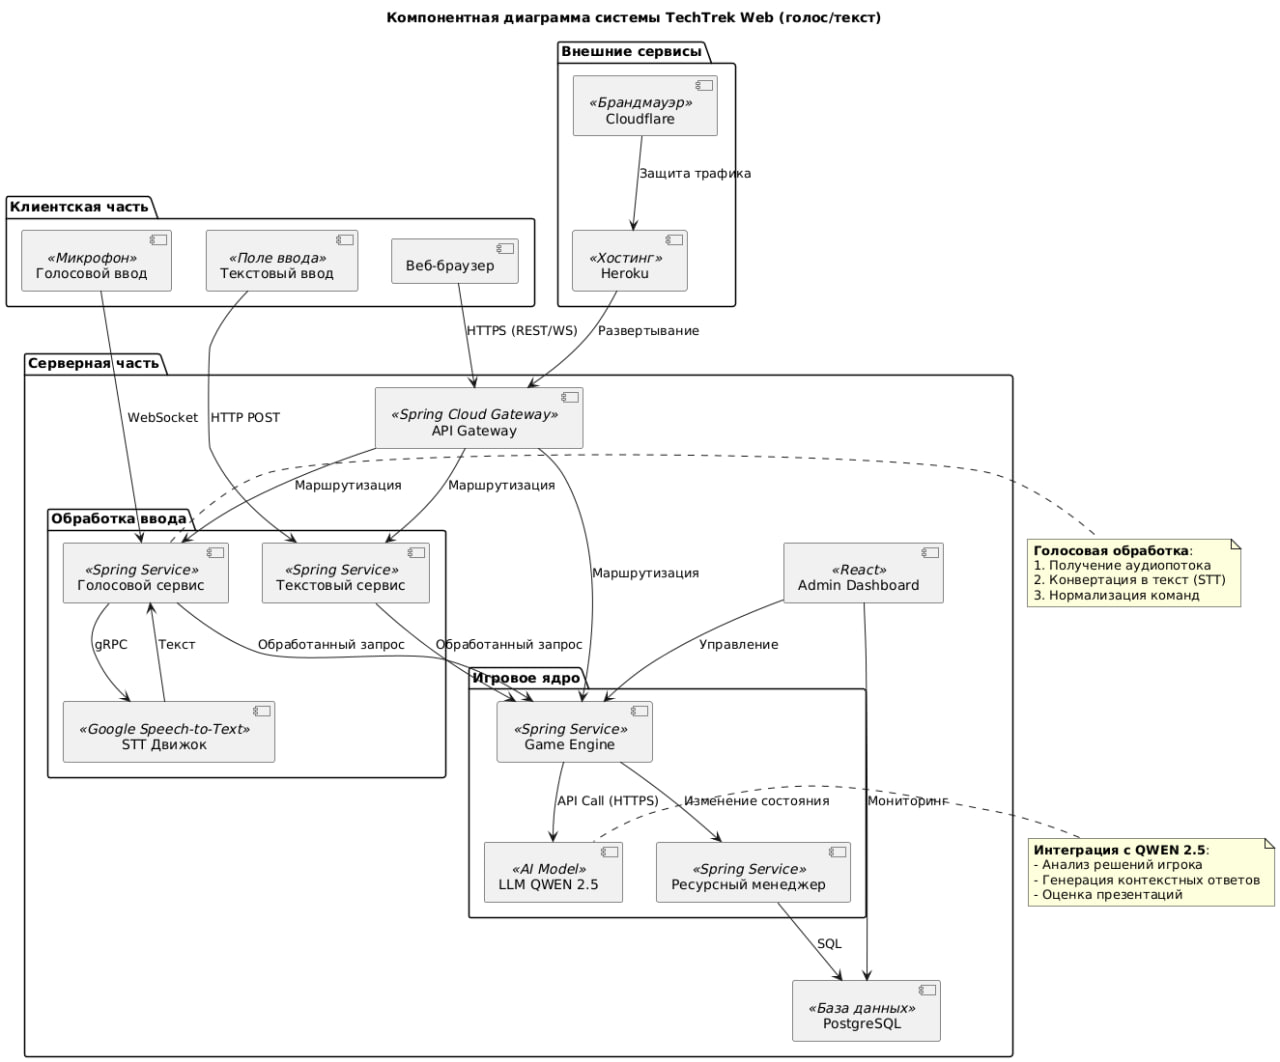 Компонентная диаграмма системы TechTrek Web (голос/текст)
Внешние сервисы
«Брандмауэр»
Cloudflare
Защита трафика
Клиентская часть
«Микрофон»
Голосовой ввод
«Поле ввода»
Текстовый ввод
Веб-браузер
«Хостинг»
Heroku
HTTPS (REST/WS)
Развертывание
Серверная часть
«Spring Cloud Gateway»
API Gateway
WebSocket
HTTP POST
Маршрутизация
Маршрутизация
Обработка ввода
«Spring Service»
Голосовой сервис
«Spring Service»
Текстовый сервис
Маршрутизация
«React»
Admin Dashboard
Голосовая обработка:
1. Получение аудиопотока
2. Конвертация в текст (STT)
3. Нормализация команд
gRPC
Текст
Обработанный запрос
Обработанный запрос
Управление
Игровое ядро
«Google Speech-to-Text»
STT Движок
«Spring Service»
Game Engine
API Call (HTTPS)
Изменение состояния
Мониторинг
«AI Model»
LLM QWEN 2.5
«Spring Service»
Ресурсный менеджер
Интеграция с QWEN 2.5:
- Анализ решений игрока
- Генерация контекстных ответов
- Оценка презентаций
SQL
«База данных»
PostgreSQL